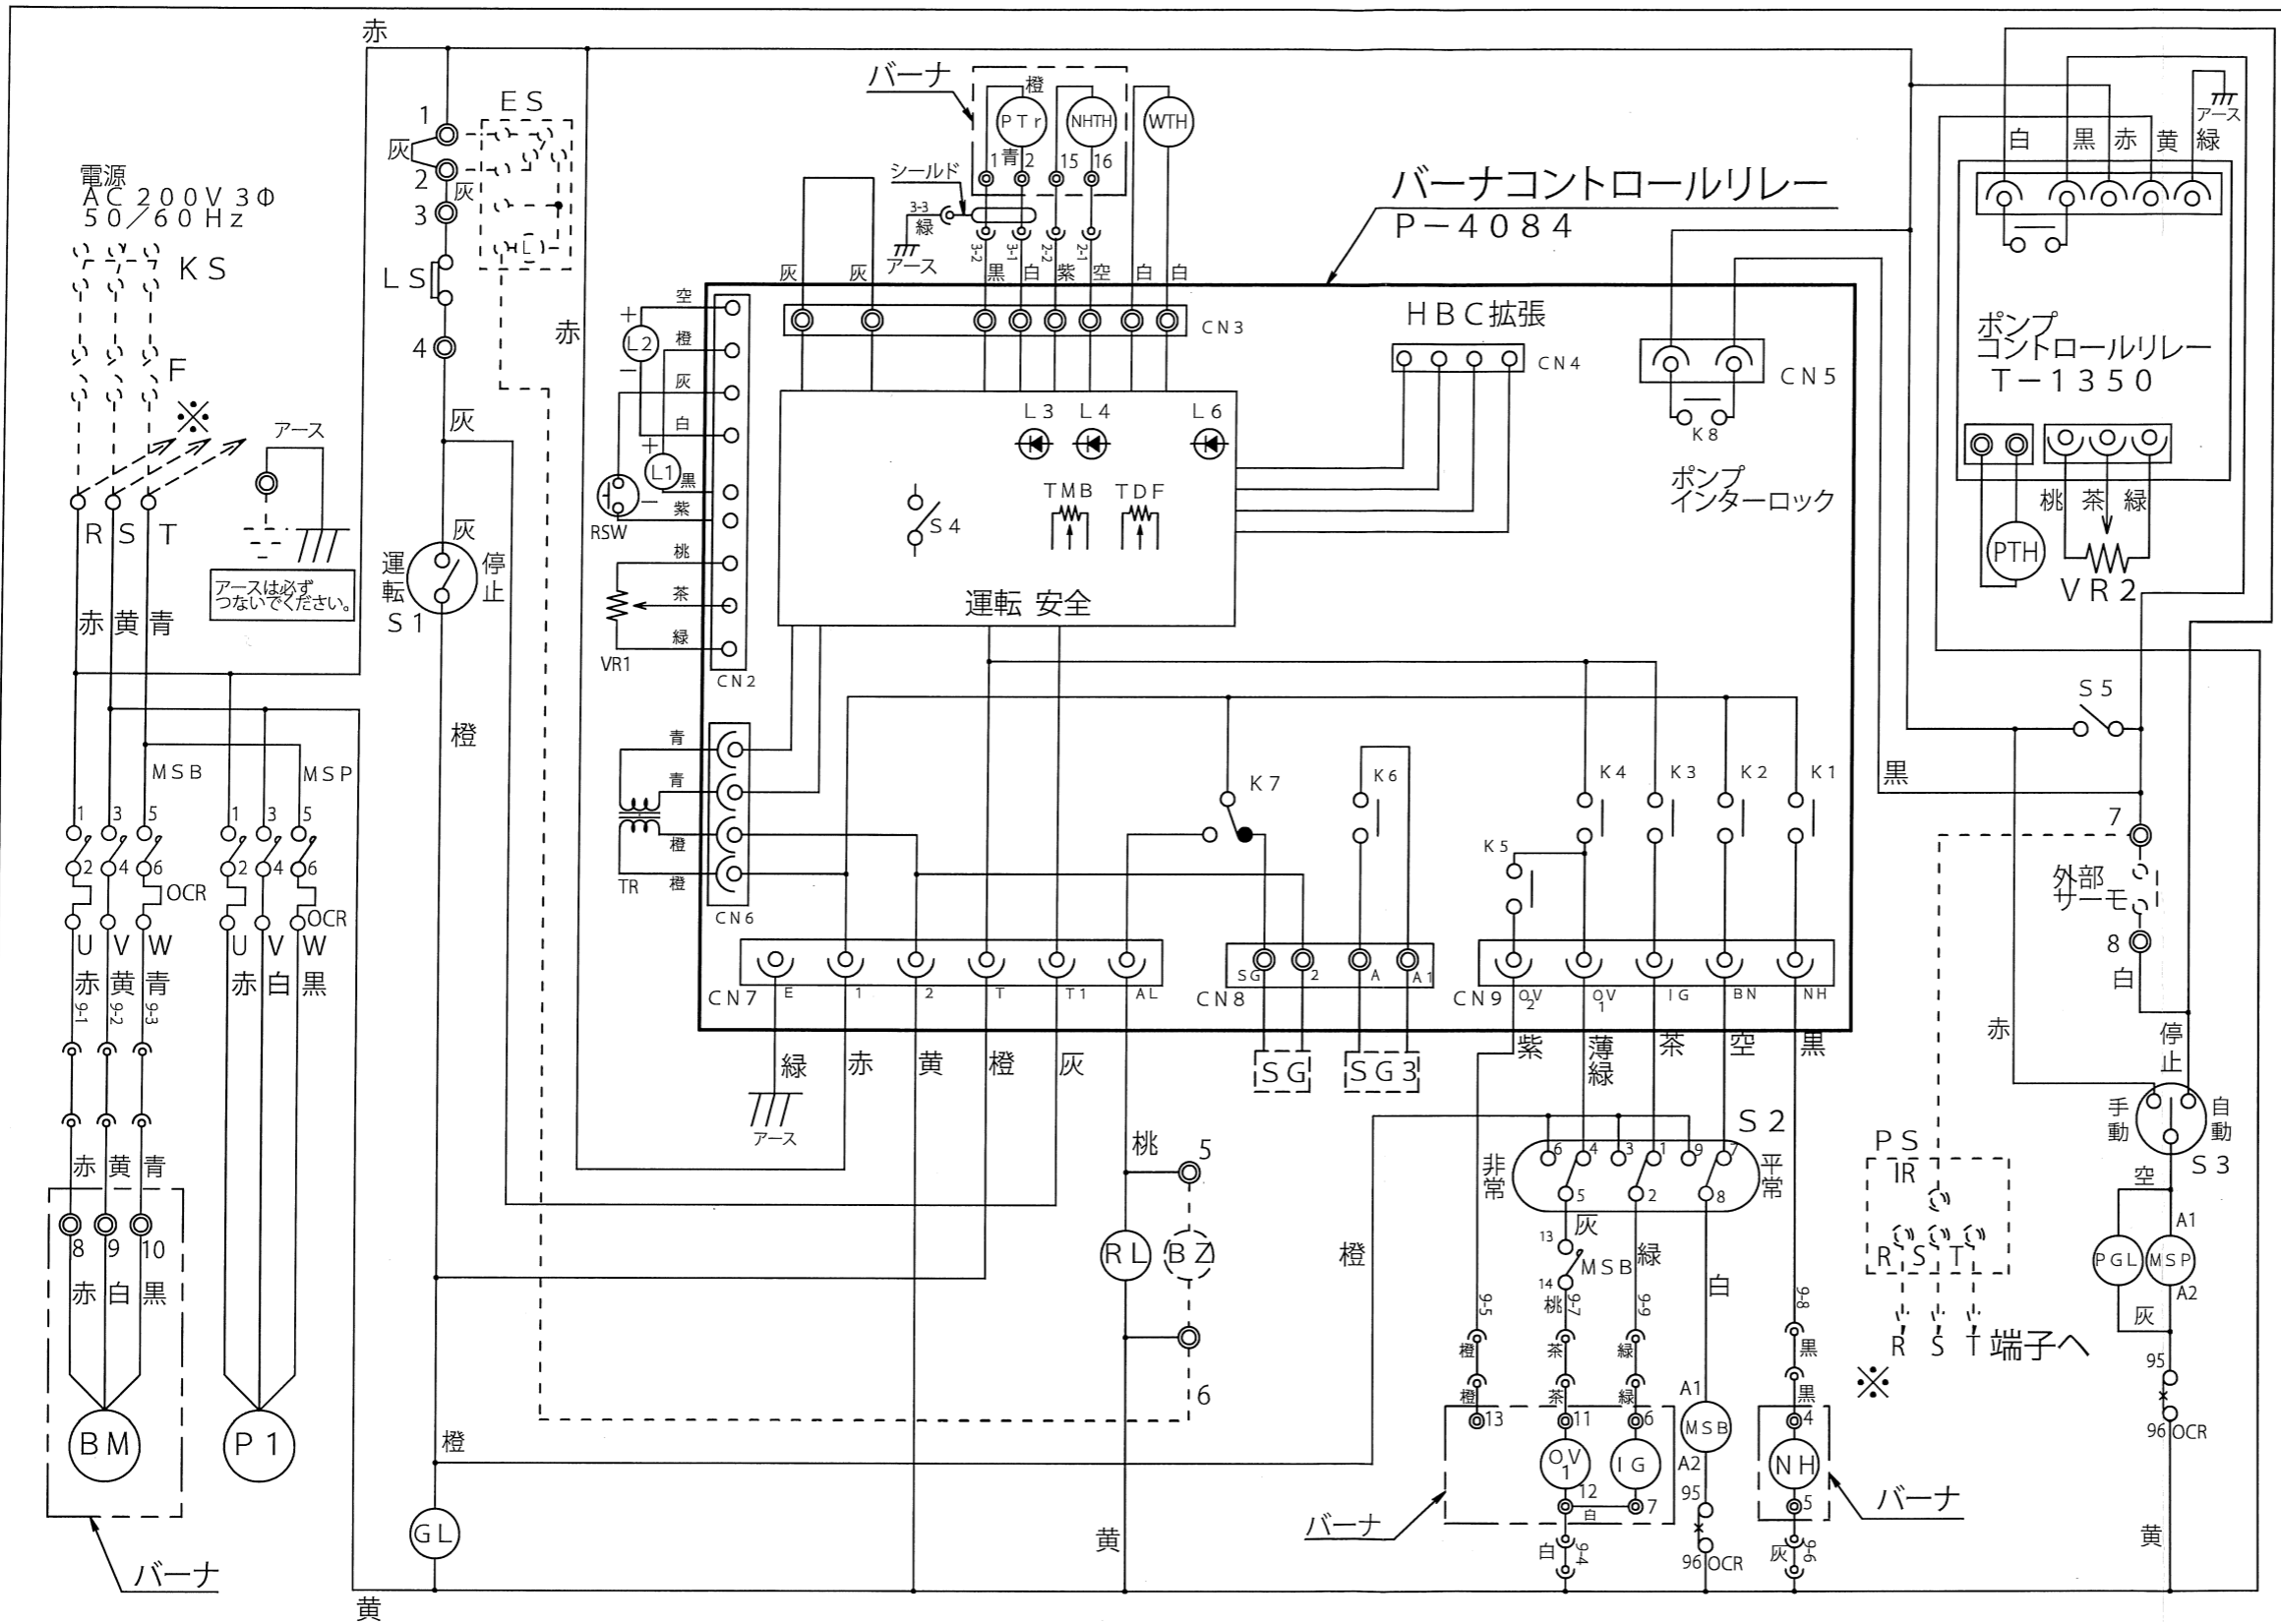 赤
電源
AC200V 3Φ
50/60Hz
KS
F
※
アース
R S T
アースは必ず
つないでください。
赤 黄 青
MSB
MSP
1 3 5
2 4 6
OCR
1 3 5
2 4 6
OCR
U V W
U V W
赤 黄 青
赤 白 黒
9-1 9-2 9-3
赤 黄 青
8 9 10
赤 白 黒
BM
P1
バーナ
1
灰
2
灰
3
LS
4
ES
L
灰
灰
運転
停止
S1
橙
橙
GL
黄
赤
バーナ
橙
PTr
NHTH
WTH
1 青 2 15 16
シールド
3-3
緑
アース
3-2 3-1 2-2 2-1
灰 灰 黒 白 紫 空 白 白
バーナコントロールリレー
P-4084
CN3
空
+
L2
−
橙
灰
白
+
L1
−
黒
紫
RSW
桃
茶
緑
VR1
CN2
L3 L4 L6
S4
TMB TDF
運転 安全
HBC拡張
CN4
CN5
K8
ポンプ
インターロック
青
青
橙
橙
TR
CN6
K7
K6
K5
K4 K3 K2 K1
CN7
E 1 2 T T1 AL
CN8
SG 2 A A1
CN9
OV2 OV1 IG BN NH
緑 赤 黄 橙 灰
アース
SG
SG3
紫 薄緑 茶 空 黒
桃
5
RL
BZ
6
黄
橙
S2
非常
平常
6 4 3 1 9 7
5 2 8
灰
13
MSB
14
桃
緑
白
9-5 9-7 9-9 9-8
橙 茶 緑 黒
橙 茶 緑 黒
13 11 6 4
OV1
IG
NH
12 7 5
白
バーナ
白
9-4
A1
MSB
A2
95
96 OCR
灰
9-6
バーナ
アース
白 黒 赤 黄 緑
ポンプ
コントロールリレー
T-1350
桃 茶 緑
PTH
VR2
S5
黒
7
外部
サーモ
8
白
赤
停止
手動
自動
S3
空
PS
IR
R S T
R S T 端子へ
※
A1
PGL
MSP
A2
灰
95
96 OCR
黄